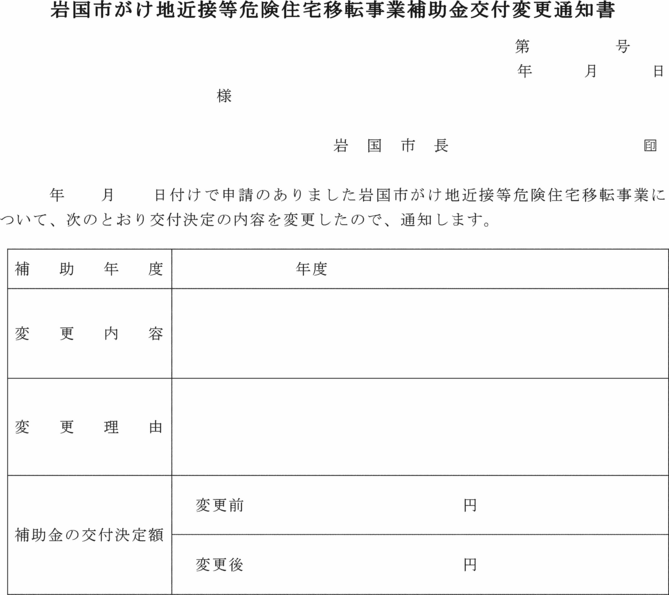 岩国市がけ地近接等危険住宅移転事業補助金交付変更通知書
第　　　　　号
年　　　月　　　日
様
岩　国　市　長　　　　　　　　　　　　印
年　　月　　日付けで申請のありました岩国市がけ地近接等危険住宅移転事業に
ついて、次のとおり交付決定の内容を変更したので、通知します。
補　助　年　度　　　　　　　　年度
変　更　内　容
変　更　理　由
補助金の交付決定額
変更前　　　　　　　　　　　　　円
変更後　　　　　　　　　　　　　円